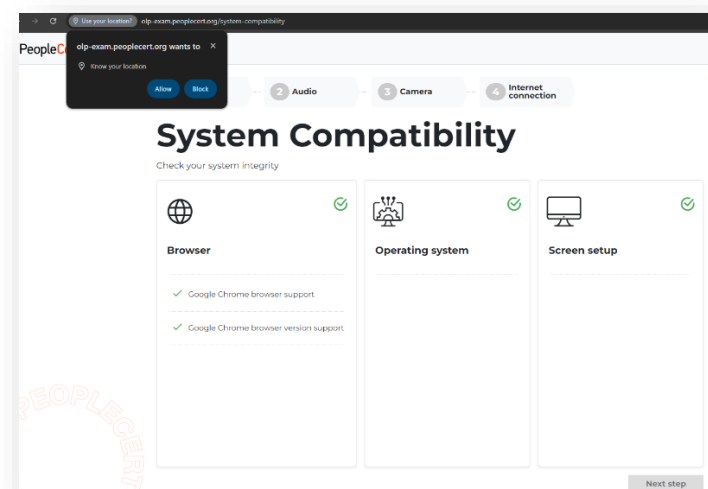 Use your location?
olp-exam.peoplecert.org/system-compatibility
olp-exam.peoplecert.org wants to
Know your location
Allow
Block
2 Audio
3 Camera
4 Internet
connection
System Compatibility
Check your system integrity
Browser
Google Chrome browser support
Google Chrome browser version support
Operating system
Screen setup
PEOPLECERT
Next step